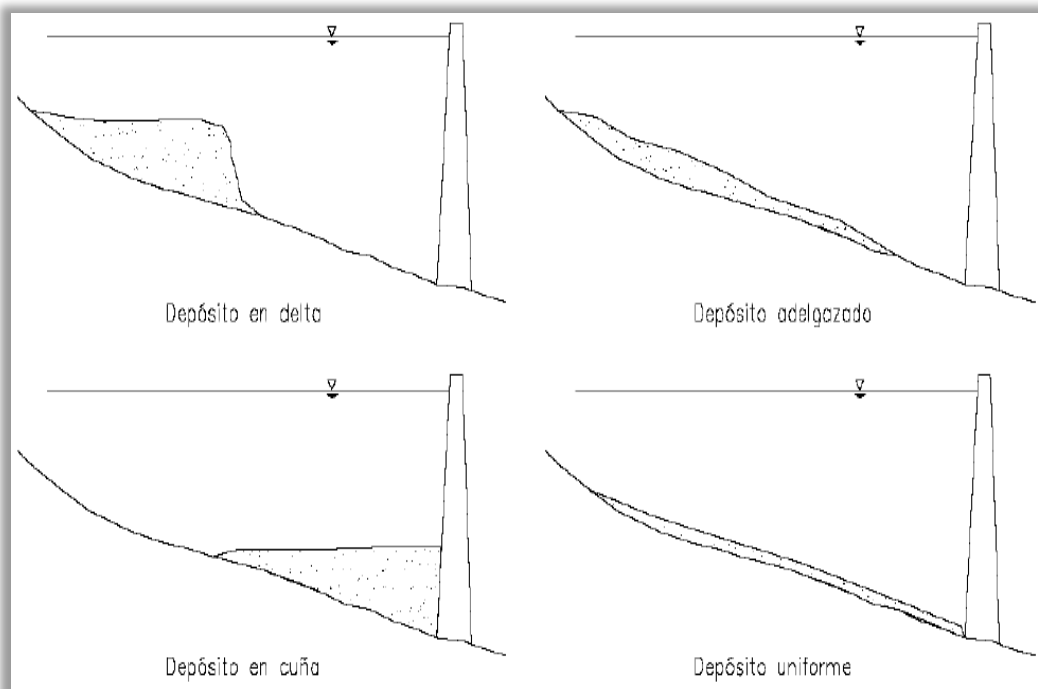 Depósito en delta
Depósito adelgazado
Depósito en cuña
Depósito uniforme